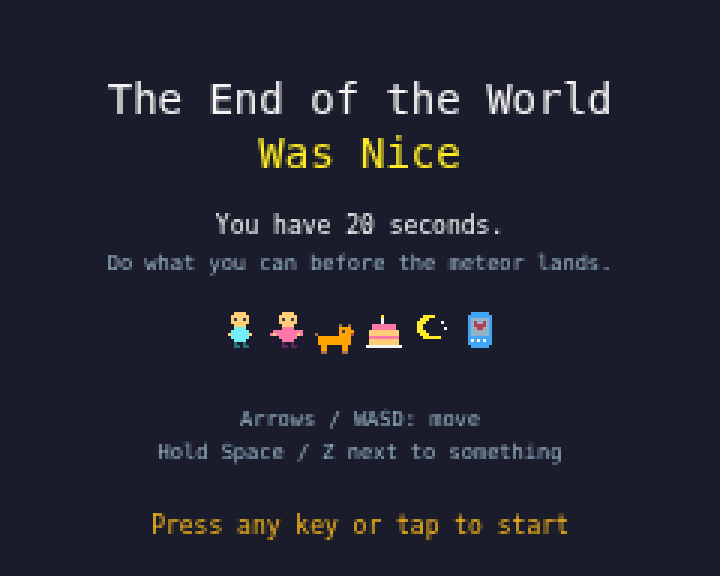 The End of the World
Was Nice
You have 20 seconds.
Do what you can before the meteor lands.
Arrows / WASD: move
Hold Space / Z next to something
Press any key or tap to start